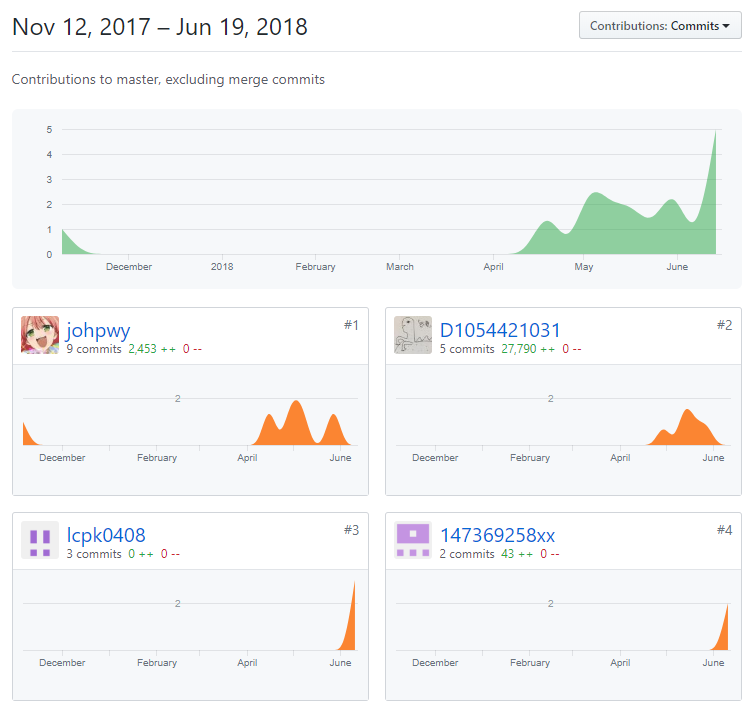 Nov 12, 2017 – Jun 19, 2018
Contributions: Commits
Contributions to master, excluding merge commits
5
4
3
2
1
0
December 2018 February March April May June
johpwy #1
9 commits 2,453 ++ 0 --
2
December February April June
D1054421031 #2
5 commits 27,790 ++ 0 --
2
December February April June
lcpk0408 #3
3 commits 0 ++ 0 --
2
December February April June
147369258xx #4
2 commits 43 ++ 0 --
2
December February April June